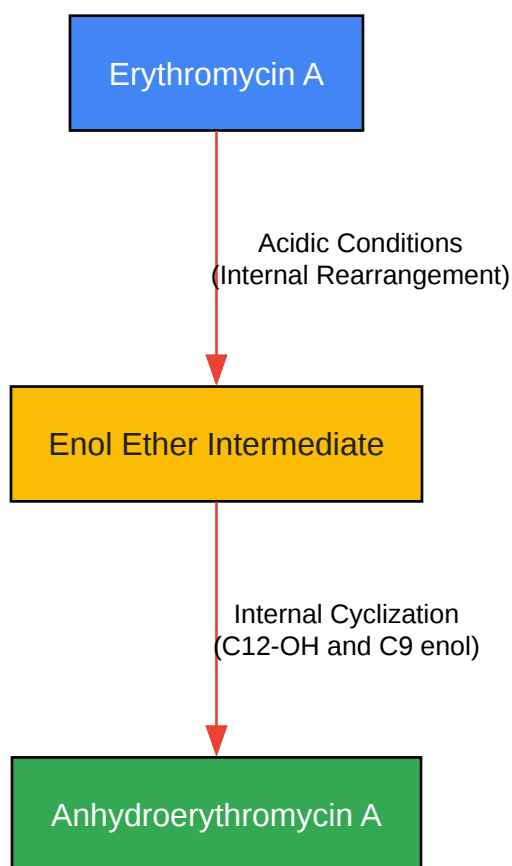 Erythromycin A
Acidic Conditions
(Internal Rearrangement)
Enol Ether Intermediate
Internal Cyclization
(C12-OH and C9 enol)
Anhydroerythromycin A